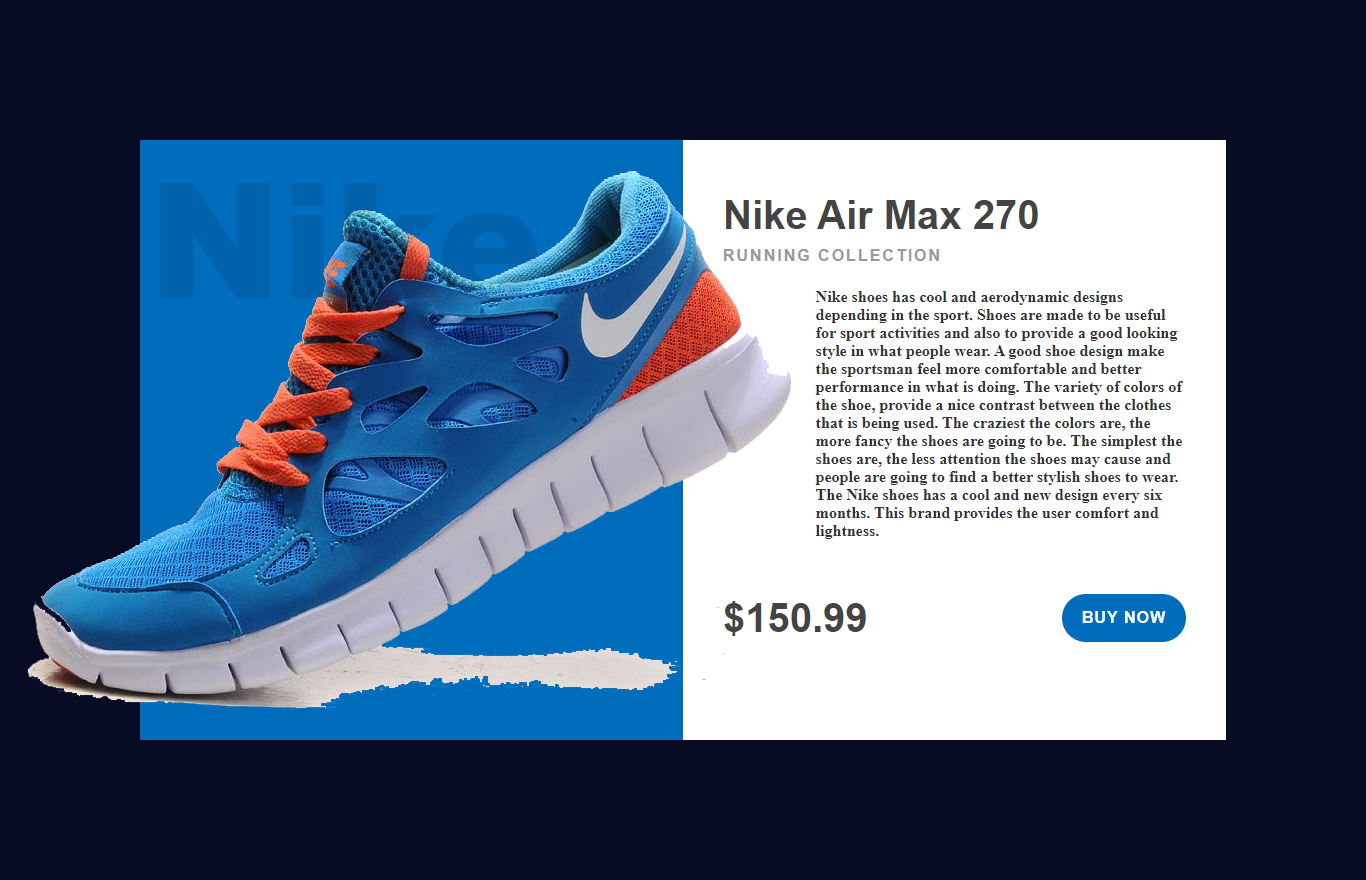 Nike
Nike Air Max 270
RUNNING COLLECTION
Nike shoes has cool and aerodynamic designs
depending in the sport. Shoes are made to be useful
for sport activities and also to provide a good looking
style in what people wear. A good shoe design make
the sportsman feel more comfortable and better
performance in what is doing. The variety of colors of
the shoe, provide a nice contrast between the clothes
that is being used. The craziest the colors are, the
more fancy the shoes are going to be. The simplest the
shoes are, the less attention the shoes may cause and
people are going to find a better stylish shoes to wear.
The Nike shoes has a cool and new design every six
months. This brand provides the user comfort and
lightness.
$150.99
BUY NOW